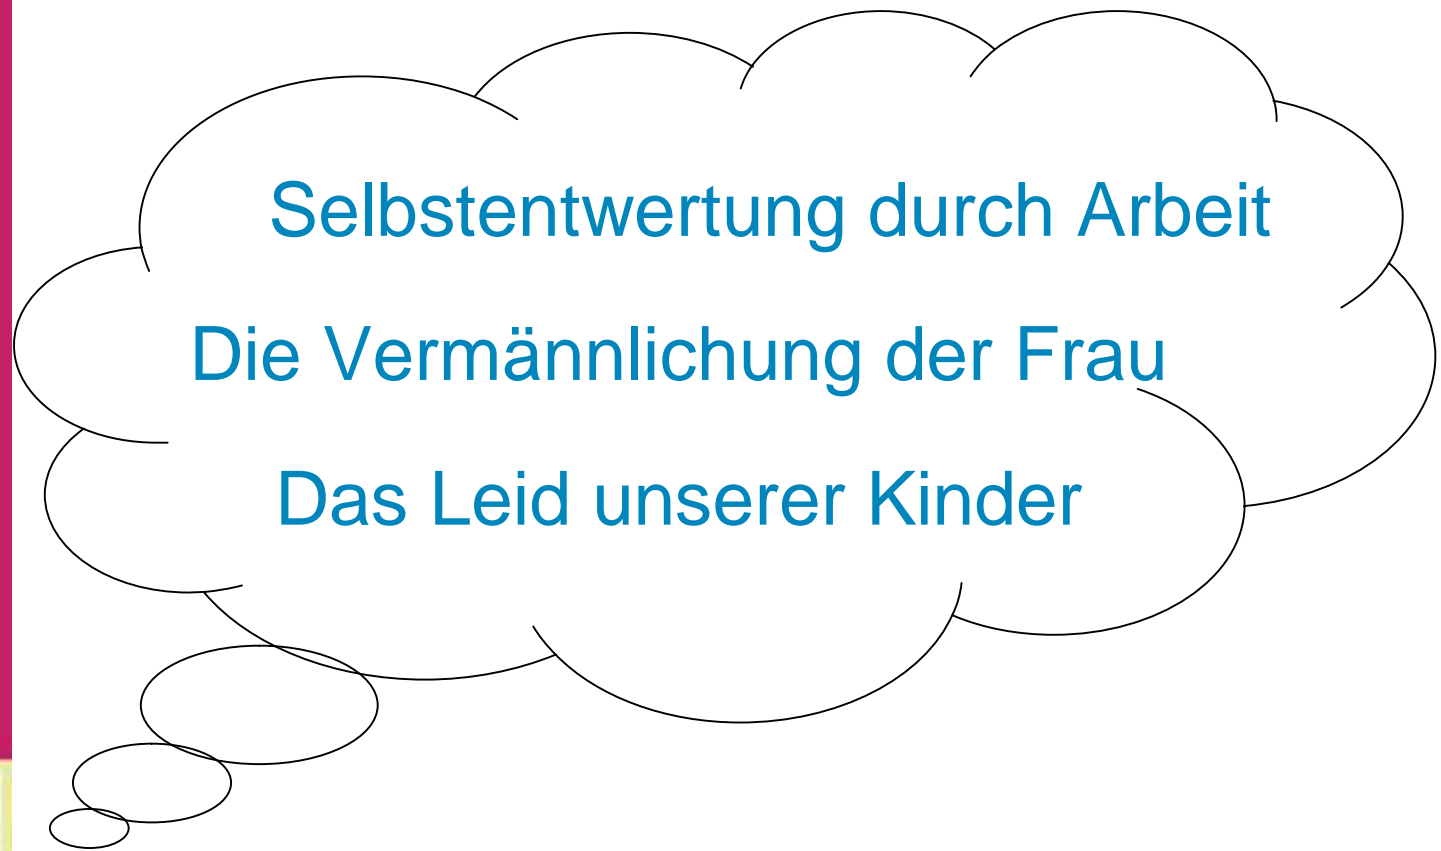 Selbstentwertung durch Arbeit
Die Vermännlichung der Frau
Das Leid unserer Kinder